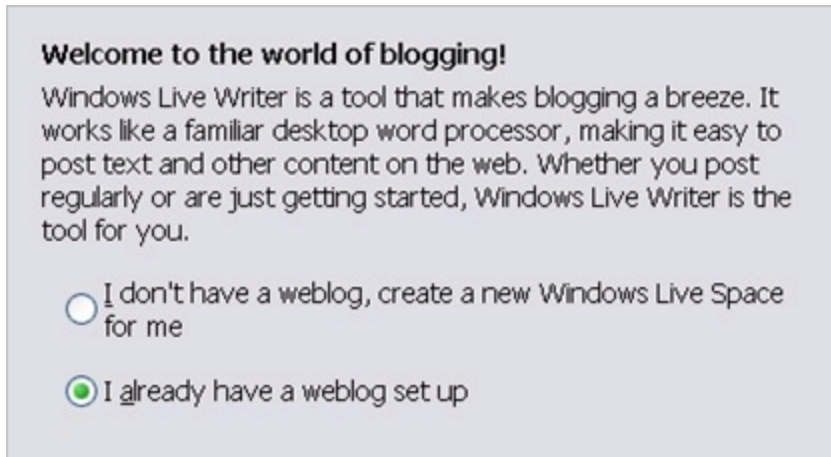 Welcome to the world of blogging!
Windows Live Writer is a tool that makes blogging a breeze. It
works like a familiar desktop word processor, making it easy to
post text and other content on the web. Whether you post
regularly or are just getting started, Windows Live Writer is the
tool for you.
I don't have a weblog, create a new Windows Live Space
for me
I already have a weblog set up